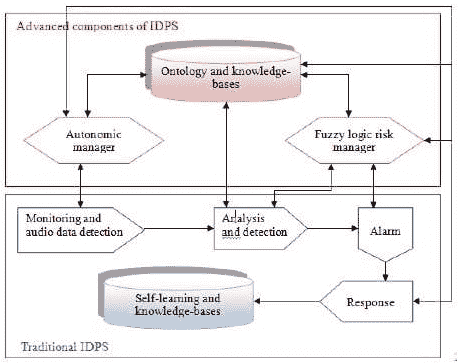 Advanced components of IDPS
Ontology and knowledge-
bases
Autonomic
manager
Fuzzy logic risk
manager
Monitoring and
audio data detection
Analysis
and detection
Alarm
Self-learning and
knowledge-bases
Response
Traditional IDPS